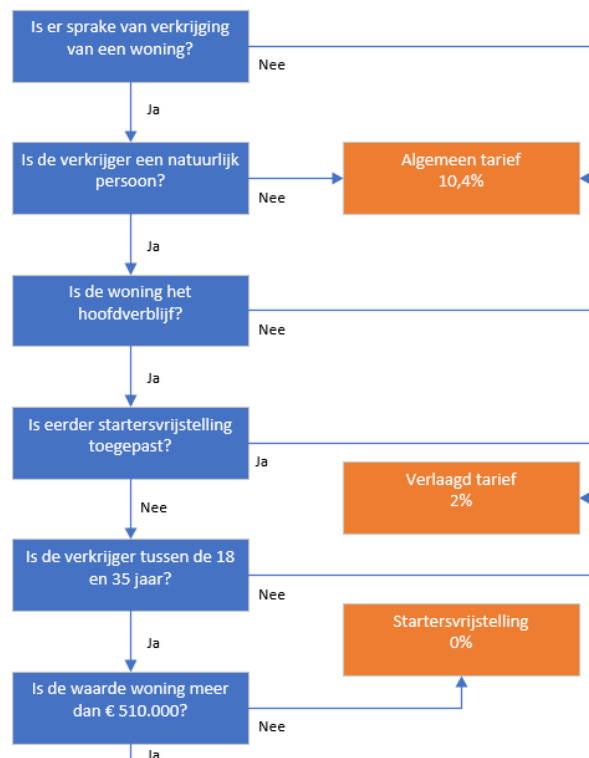 Is er sprake van verkrijging
van een woning?
Nee
Ja
Is de verkrijger een natuurlijk
persoon?
Nee
Algemeen tarief
10,4%
Ja
Is de woning het
hoofdverblijf?
Nee
Ja
Is eerder startersvrijstelling
toegepast?
Ja
Verlaagd tarief
2%
Nee
Is de verkrijger tussen de 18
en 35 jaar?
Nee
Startersvrijstelling
0%
Ja
Is de waarde woning meer
dan € 510.000?
Nee
Ja